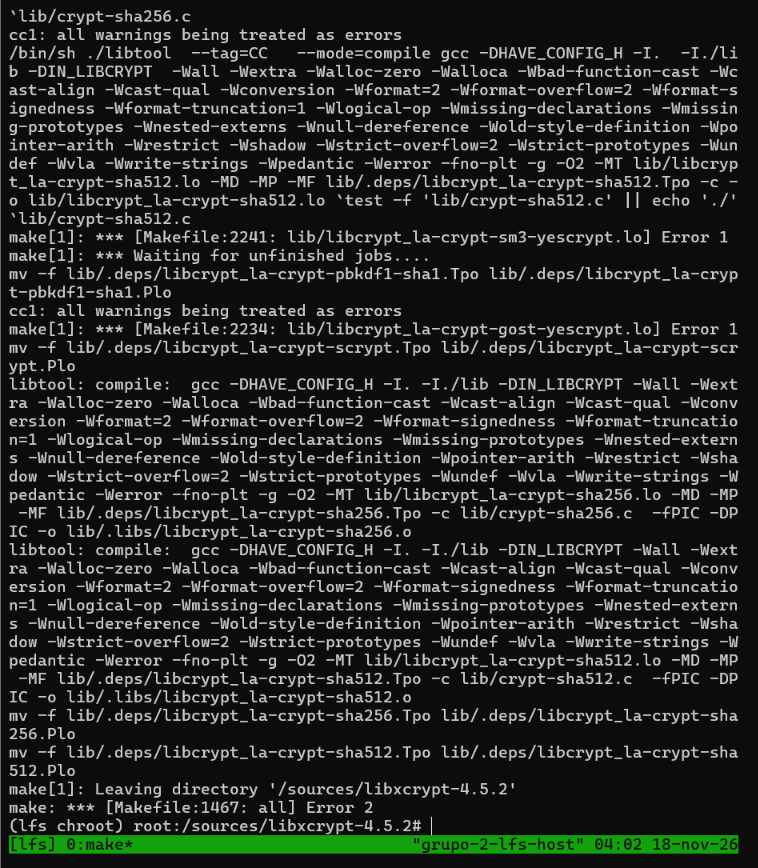 `lib/crypt-sha256.c
cc1: all warnings being treated as errors
/bin/sh ./libtool  --tag=CC   --mode=compile gcc -DHAVE_CONFIG_H -I.  -I./li
b -DIN_LIBCRYPT  -Wall -Wextra -Walloc-zero -Walloca -Wbad-function-cast -Wc
ast-align -Wcast-qual -Wconversion -Wformat=2 -Wformat-overflow=2 -Wformat-s
ignedness -Wformat-truncation=1 -Wlogical-op -Wmissing-declarations -Wmissin
g-prototypes -Wnested-externs -Wnull-dereference -Wold-style-definition -Wpo
inter-arith -Wrestrict -Wshadow -Wstrict-overflow=2 -Wstrict-prototypes -Wun
def -Wvla -Wwrite-strings -Wpedantic -Werror -fno-plt -g -O2 -MT lib/libcryp
t_la-crypt-sha512.lo -MD -MP -MF lib/.deps/libcrypt_la-crypt-sha512.Tpo -c -
o lib/libcrypt_la-crypt-sha512.lo `test -f 'lib/crypt-sha512.c' || echo './'
`lib/crypt-sha512.c
make[1]: *** [Makefile:2241: lib/libcrypt_la-crypt-sm3-yescrypt.lo] Error 1
make[1]: *** Waiting for unfinished jobs....
mv -f lib/.deps/libcrypt_la-crypt-pbkdf1-sha1.Tpo lib/.deps/libcrypt_la-cryp
t-pbkdf1-sha1.Plo
cc1: all warnings being treated as errors
make[1]: *** [Makefile:2234: lib/libcrypt_la-crypt-gost-yescrypt.lo] Error 1
mv -f lib/.deps/libcrypt_la-crypt-scrypt.Tpo lib/.deps/libcrypt_la-crypt-scr
ypt.Plo
libtool: compile:  gcc -DHAVE_CONFIG_H -I. -I./lib -DIN_LIBCRYPT -Wall -Wext
ra -Walloc-zero -Walloca -Wbad-function-cast -Wcast-align -Wcast-qual -Wconv
ersion -Wformat=2 -Wformat-overflow=2 -Wformat-signedness -Wformat-truncatio
n=1 -Wlogical-op -Wmissing-declarations -Wmissing-prototypes -Wnested-extern
s -Wnull-dereference -Wold-style-definition -Wpointer-arith -Wrestrict -Wsha
dow -Wstrict-overflow=2 -Wstrict-prototypes -Wundef -Wvla -Wwrite-strings -W
pedantic -Werror -fno-plt -g -O2 -MT lib/libcrypt_la-crypt-sha256.lo -MD -MP
 -MF lib/.deps/libcrypt_la-crypt-sha256.Tpo -c lib/crypt-sha256.c  -fPIC -DP
IC -o lib/.libs/libcrypt_la-crypt-sha256.o
libtool: compile:  gcc -DHAVE_CONFIG_H -I. -I./lib -DIN_LIBCRYPT -Wall -Wext
ra -Walloc-zero -Walloca -Wbad-function-cast -Wcast-align -Wcast-qual -Wconv
ersion -Wformat=2 -Wformat-overflow=2 -Wformat-signedness -Wformat-truncatio
n=1 -Wlogical-op -Wmissing-declarations -Wmissing-prototypes -Wnested-extern
s -Wnull-dereference -Wold-style-definition -Wpointer-arith -Wrestrict -Wsha
dow -Wstrict-overflow=2 -Wstrict-prototypes -Wundef -Wvla -Wwrite-strings -W
pedantic -Werror -fno-plt -g -O2 -MT lib/libcrypt_la-crypt-sha512.lo -MD -MP
 -MF lib/.deps/libcrypt_la-crypt-sha512.Tpo -c lib/crypt-sha512.c  -fPIC -DP
IC -o lib/.libs/libcrypt_la-crypt-sha512.o
mv -f lib/.deps/libcrypt_la-crypt-sha256.Tpo lib/.deps/libcrypt_la-crypt-sha
256.Plo
mv -f lib/.deps/libcrypt_la-crypt-sha512.Tpo lib/.deps/libcrypt_la-crypt-sha
512.Plo
make[1]: Leaving directory '/sources/libxcrypt-4.5.2'
make: *** [Makefile:1467: all] Error 2
(lfs chroot) root:/sources/libxcrypt-4.5.2#
[lfs] 0:make* "grupo-2-lfs-host" 04:02 18-nov-26